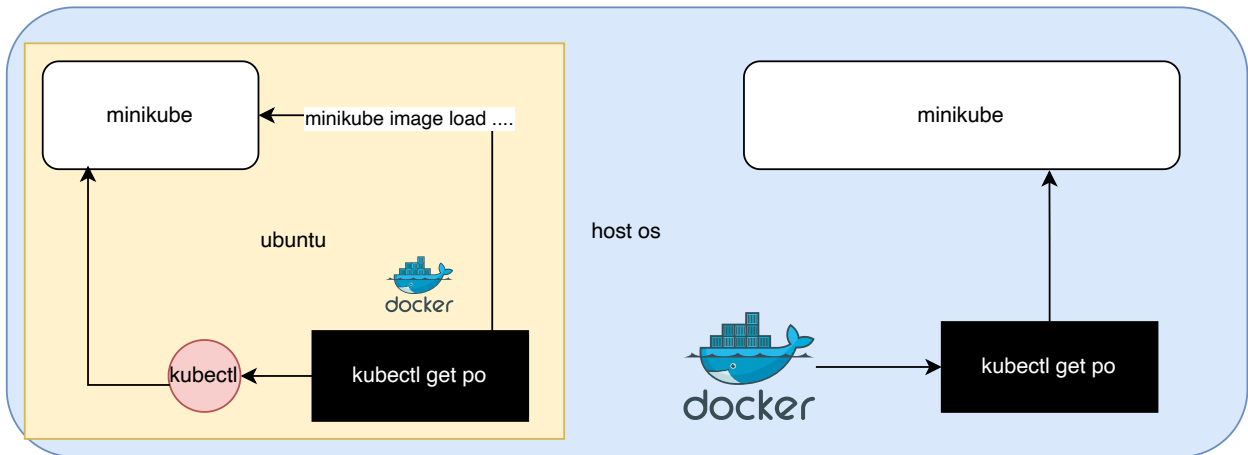 minikube
minikube image load ....
minikube
ubuntu
host os
docker
kubectl
kubectl get po
docker
kubectl get po